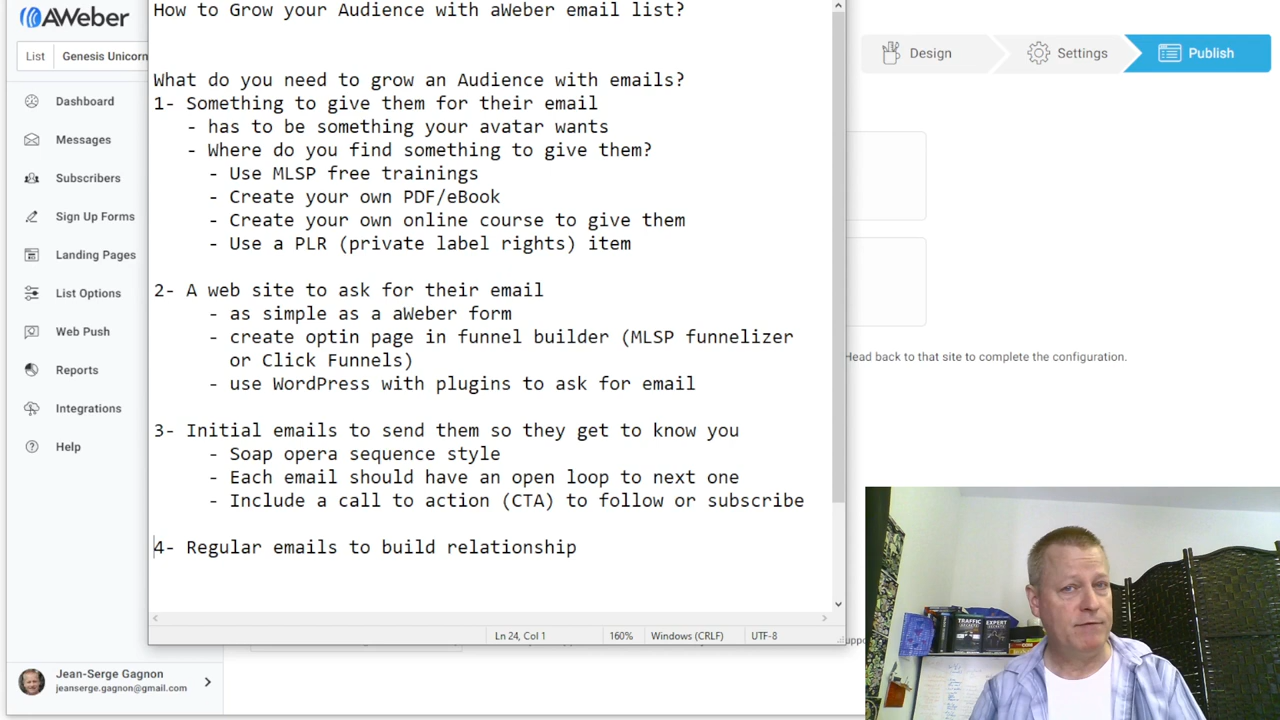 AWeber
List Genesis Unicorn
Dashboard
Messages
Subscribers
Sign Up Forms
Landing Pages
List Options
Web Push
Reports
Integrations
Help
Jean-Serge Gagnon
jeanserge.gagnon@gmail.com
How to Grow your Audience with aWeber email list?
What do you need to grow an Audience with emails?
1- Something to give them for their email
- has to be something your avatar wants
- Where do you find something to give them?
- Use MLSP free trainings
- Create your own PDF/eBook
- Create your own online course to give them
- Use a PLR (private label rights) item
2- A web site to ask for their email
- as simple as a aWeber form
- create optin page in funnel builder (MLSP funnelizer
or Click Funnels)
- use WordPress with plugins to ask for email
3- Initial emails to send them so they get to know you
- Soap opera sequence style
- Each email should have an open loop to next one
- Include a call to action (CTA) to follow or subscribe
4- Regular emails to build relationship
Ln 24, Col 1 160% Windows (CRLF) UTF-8
Design Settings Publish
Head back to that site to complete the configuration.
TRAFFIC
SECRETS
EXPERT
SECRETS